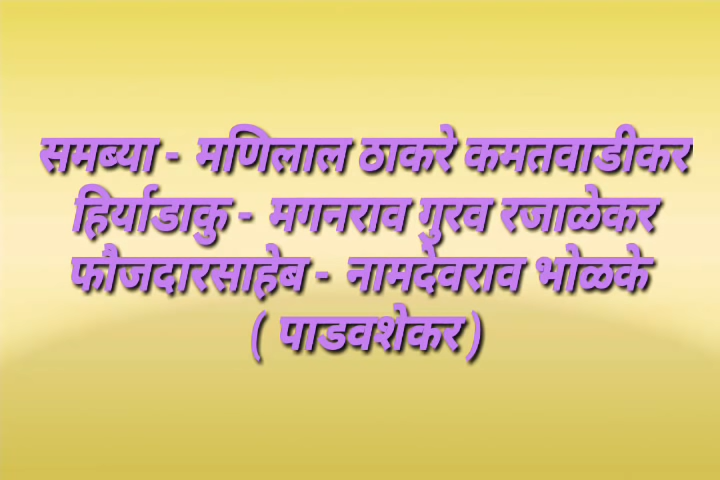 समब्या - मणिलाल ठाकरे कमतवाडीकर
हिर्याडाकु - मगनराव गुरव रजाळेकर
फौजदारसाहेब - नामदेवराव भोळके
( पाडवशेकर )